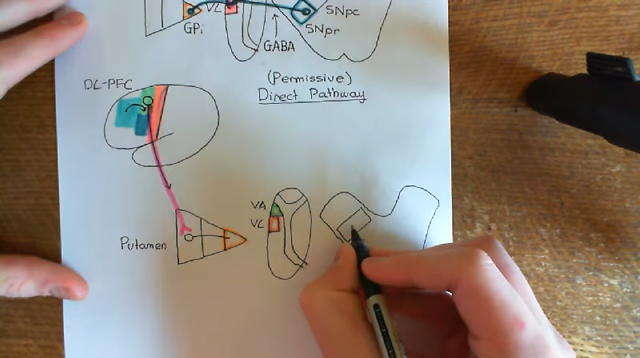 VL
SNpc
GPi
SNpr
GABA
(Permissive)
Direct Pathway
DL-PFC
VA
VL
Putamen